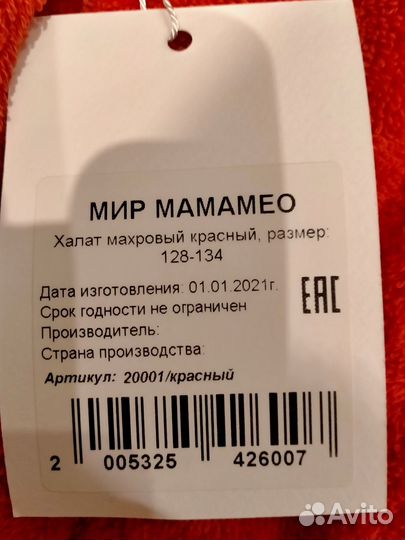 МИР МАМАМЕО
Халат махровый красный, размер:
128-134
Дата изготовления: 01.01.2021г.
Срок годности не ограничен
Производитель:
Страна производства:
Артикул: 20001/красный
EAC
2 005325 426007
Avito